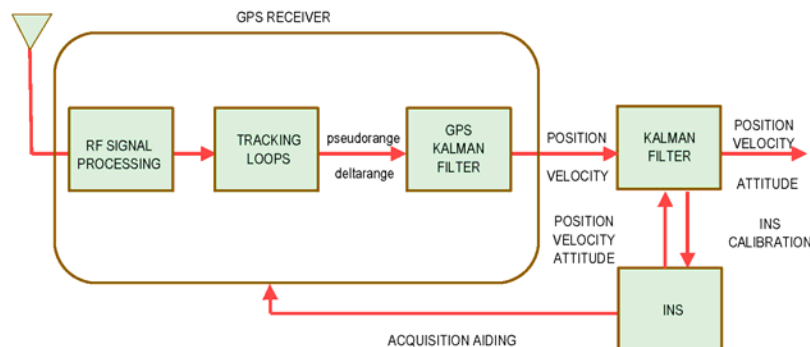 GPS RECEIVER
RF SIGNAL
PROCESSING
TRACKING
LOOPS
pseudorange
deltarange
GPS
KALMAN
FILTER
POSITION
VELOCITY
KALMAN
FILTER
POSITION
VELOCITY
ATTITUDE
POSITION
VELOCITY
ATTITUDE
INS
CALIBRATION
INS
ACQUISITION AIDING